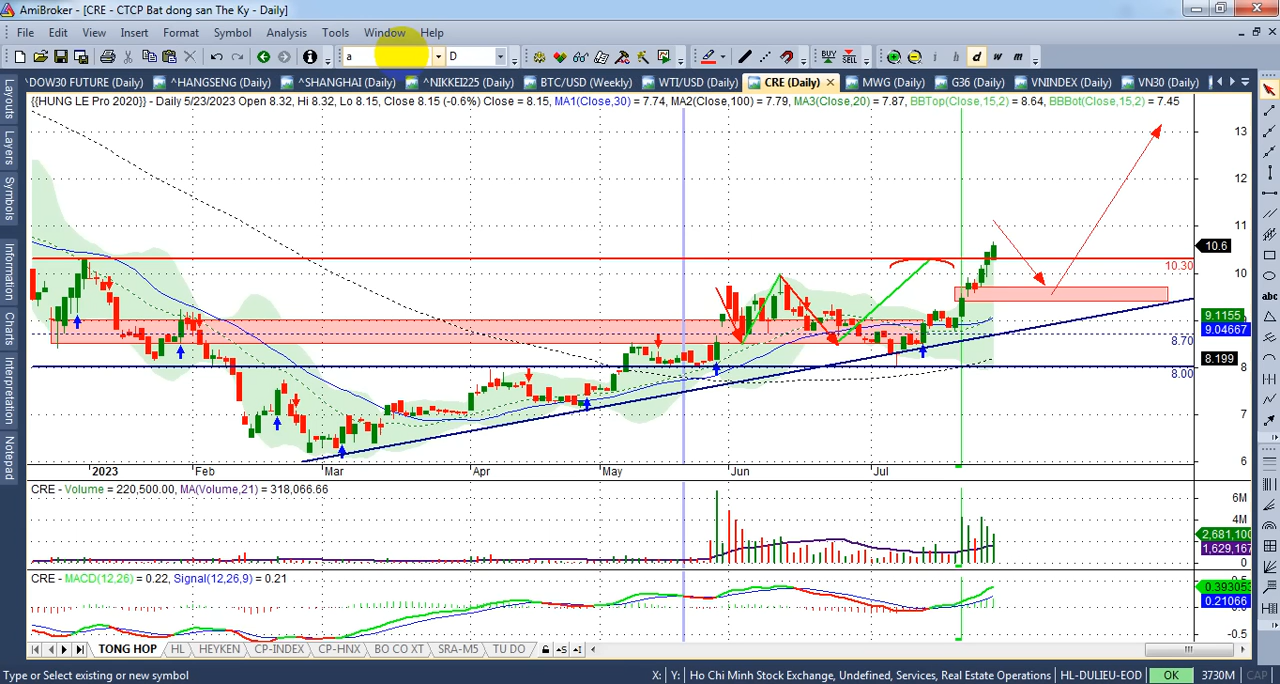 AmiBroker - [CRE - CTCP Bat dong san The Ky - Daily]
File Edit View Insert Format Symbol Analysis Tools Window Help
a D BUY SELL i h d w m
^DOW30 FUTURE (Daily) ^HANGSENG (Daily) ^SHANGHAI (Daily) ^NIKKEI225 (Daily) BTC/USD (Weekly) WTI/USD (Daily) CRE (Daily) MWG (Daily) G36 (Daily) VNINDEX (Daily) VN30 (Daily)
{{HUNG LE Pro 2020}} - Daily 5/23/2023 Open 8.32, Hi 8.32, Lo 8.15, Close 8.15 (-0.6%) Close = 8.15, MA1(Close,30) = 7.74, MA2(Close,100) = 7.79, MA3(Close,20) = 7.87, BBTop(Close,15,2) = 8.64, BBBot(Close,15,2) = 7.45
Layouts
Layers
Symbols
Information
Charts
Interpretation
Notepad
abc
13
12
11
10.6
10.30
10
9.1155
9.04667
8.70
8.199
8
8.00
7
6
2023 Feb Mar Apr May Jun Jul
CRE - Volume = 220,500.00, MA(Volume,21) = 318,066.66
6M
4M
2,681,100
1,629,167
0
CRE - MACD(12,26) = 0.22, Signal(12,26,9) = 0.21
0.393053
0.21066
-0.5
TONG HOP HL HEYKEN CP-INDEX CP-HNX BO CO XT SRA-M5 TU DO
Type or Select existing or new symbol X: Y: Ho Chi Minh Stock Exchange, Undefined, Services, Real Estate Operations HL-DULIEU-EOD OK 3730M CAP